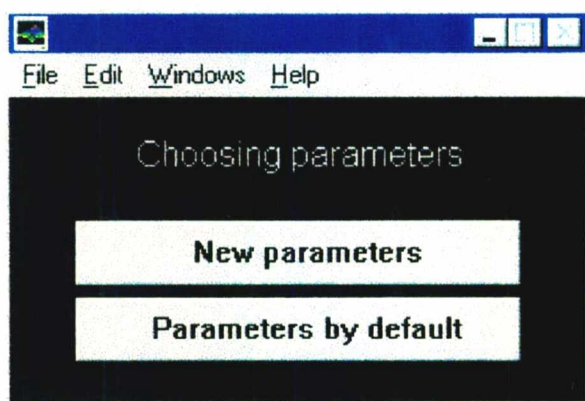 File Edit Windows Help
Choosing parameters
New parameters
Parameters by default